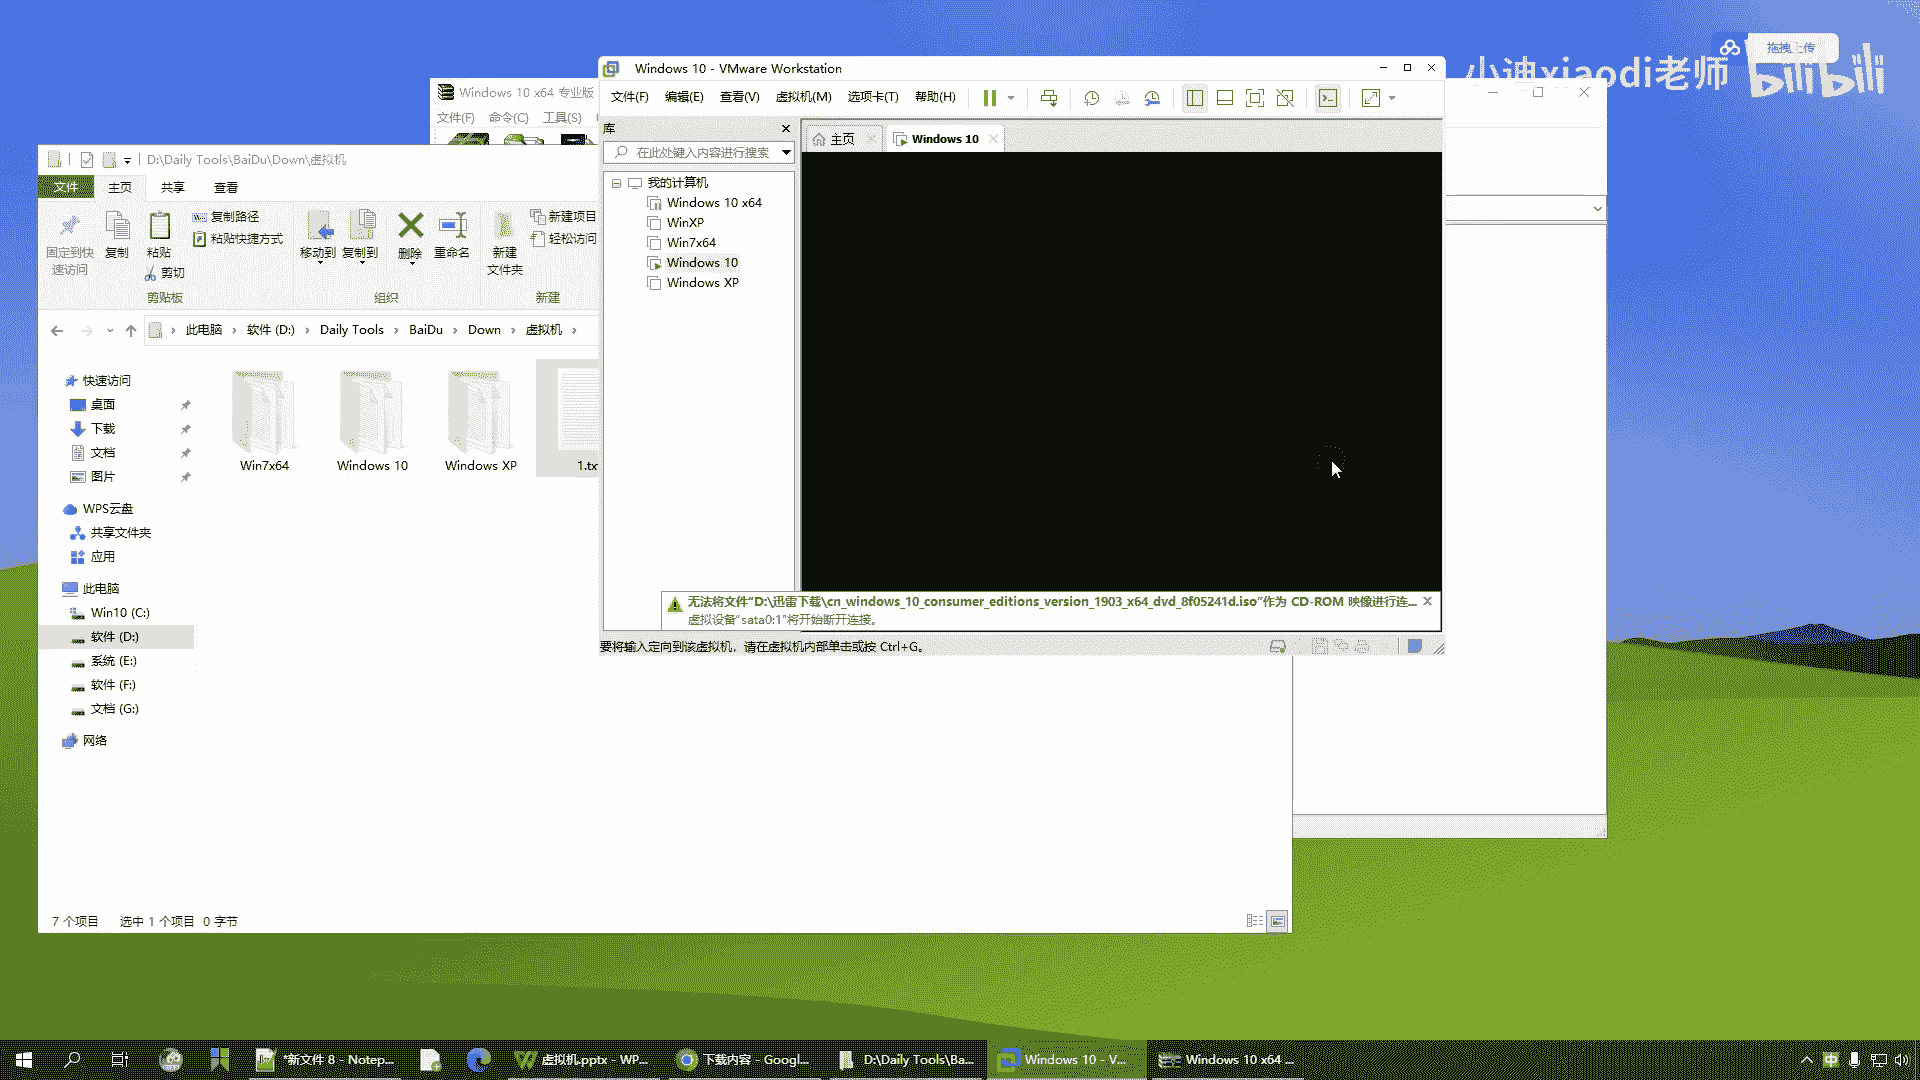 拖拽上传
小迪xiaodi老师 bilibili
Windows 10 - VMware Workstation
文件(F) 编辑(E) 查看(V) 虚拟机(M) 选项卡(T) 帮助(H)
Windows 10 x64 专业版
文件(F) 命令(C) 工具(S)
库
在此处键入内容进行搜索
主页
Windows 10
我的计算机
Windows 10 x64
WinXP
Win7x64
Windows 10
Windows XP
无法将文件“D:\迅雷下载\cn_windows_10_consumer_editions_version_1903_x64_dvd_8f05241d.iso”作为 CD-ROM 映像进行连...
虚拟设备“sata0:1”将开始断开连接。
要将输入定向到该虚拟机，请在虚拟机内部单击或按 Ctrl+G。
D:\Daily Tools\BaiDu\Down\虚拟机
文件 主页 共享 查看
固定到快速访问
复制
粘贴
复制路径
粘贴快捷方式
剪切
剪贴板
移动到
复制到
删除
重命名
组织
新建
文件夹
新建项目
轻松访问
新建
此电脑 软件 (D:) Daily Tools BaiDu Down 虚拟机
快速访问
桌面
下载
文档
图片
WPS云盘
共享文件夹
应用
此电脑
Win10 (C:)
软件 (D:)
系统 (E:)
软件 (F:)
文档 (G:)
网络
Win7x64
Windows 10
Windows XP
1.tx
7 个项目 选中 1 个项目 0 字节
*新文件 8 - Notep...
虚拟机.pptx - WP...
下载内容 - Googl...
D:\Daily Tools\Ba...
Windows 10 - V...
Windows 10 x64 ...
中